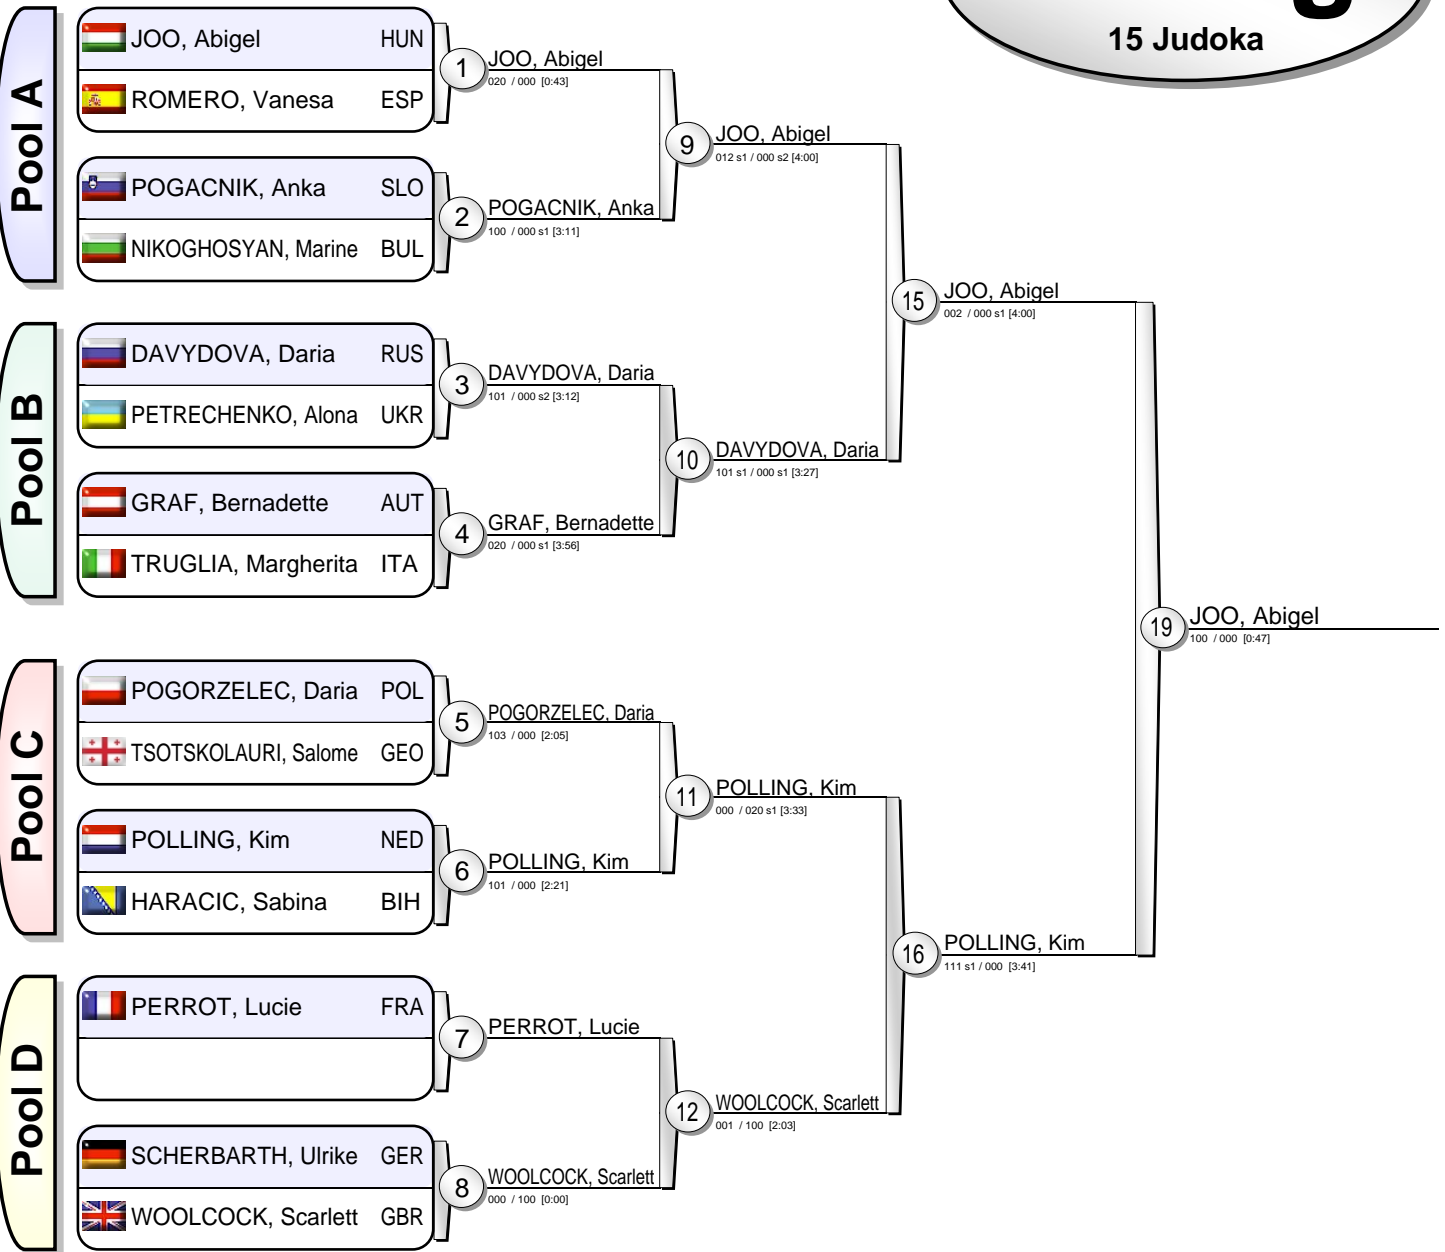 15 Judoka
Pool A
JOO, Abigel HUN
ROMERO, Vanesa ESP
1
JOO, Abigel
020 / 000 [0:43]
POGACNIK, Anka SLO
NIKOGHOSYAN, Marine BUL
2
POGACNIK, Anka
100 / 000 s1 [3:11]
9
JOO, Abigel
012 s1 / 000 s2 [4:00]
Pool B
DAVYDOVA, Daria RUS
PETRECHENKO, Alona UKR
3
DAVYDOVA, Daria
101 / 000 s2 [3:12]
GRAF, Bernadette AUT
TRUGLIA, Margherita ITA
4
GRAF, Bernadette
020 / 000 s1 [3:56]
10
DAVYDOVA, Daria
101 s1 / 000 s1 [3:27]
15
JOO, Abigel
002 / 000 s1 [4:00]
Pool C
POGORZELEC, Daria POL
TSOTSKOLAURI, Salome GEO
5
POGORZELEC, Daria
103 / 000 [2:05]
POLLING, Kim NED
HARACIC, Sabina BIH
6
POLLING, Kim
101 / 000 [2:21]
11
POLLING, Kim
000 / 020 s1 [3:33]
Pool D
PERROT, Lucie FRA
7
PERROT, Lucie
SCHERBARTH, Ulrike GER
WOOLCOCK, Scarlett GBR
8
WOOLCOCK, Scarlett
000 / 100 [0:00]
12
WOOLCOCK, Scarlett
001 / 100 [2:03]
16
POLLING, Kim
111 s1 / 000 [3:41]
19
JOO, Abigel
100 / 000 [0:47]